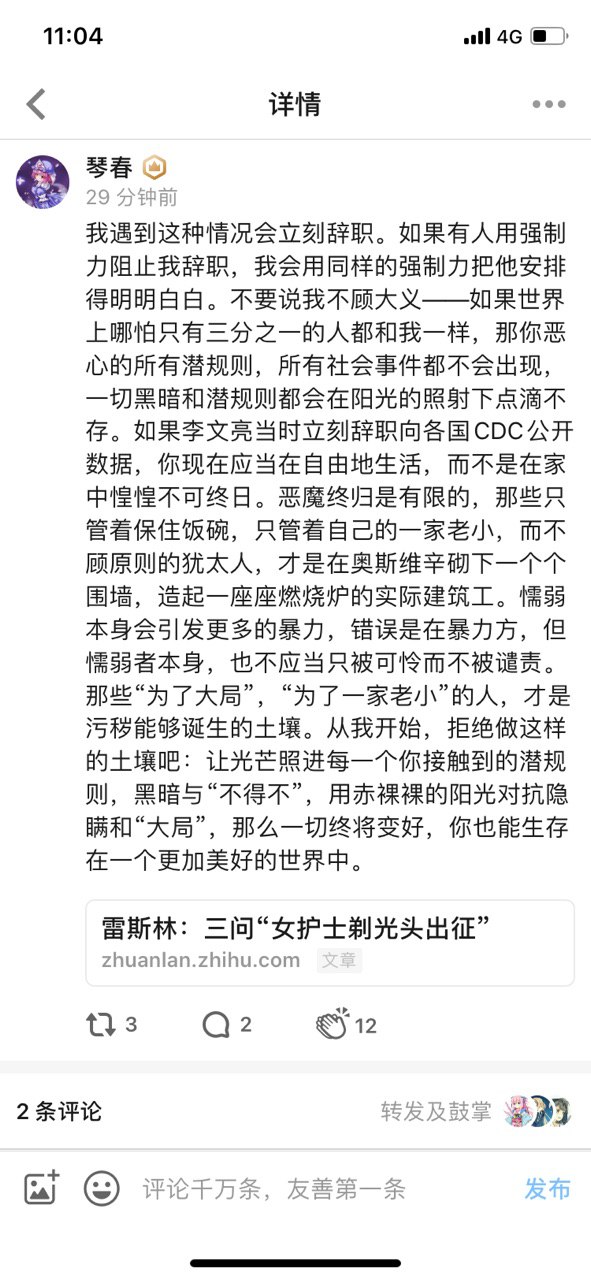 11:04
4G
详情
琴春
29 分钟前
我遇到这种情况会立刻辞职。如果有人用强制
力阻止我辞职，我会用同样的强制力把他安排
得明明白白。不要说我不顾大义——如果世界
上哪怕只有三分之一的人都和我一样，那你恶
心的所有潜规则，所有社会事件都不会出现，
一切黑暗和潜规则都会在阳光的照射下点滴不
存。如果李文亮当时立刻辞职向各国CDC公开
数据，你现在应当在自由地生活，而不是在家
中惶惶不可终日。恶魔终归是有限的，那些只
管着保住饭碗，只管着自己的一家老小，而不
顾原则的犹太人，才是在奥斯维辛砌下一个个
围墙，造起一座座燃烧炉的实际建筑工。懦弱
本身会引发更多的暴力，错误是在暴力方，但
懦弱者本身，也不应当只被可怜而不被谴责。
那些“为了大局”，“为了一家老小”的人，才是
污秽能够诞生的土壤。从我开始，拒绝做这样
的土壤吧：让光芒照进每一个你接触到的潜规
则，黑暗与“不得不”，用赤裸裸的阳光对抗隐
瞒和“大局”，那么一切终将变好，你也能生存
在一个更加美好的世界中。
雷斯林：三问“女护士剃光头出征”
zhuanlan.zhihu.com 文章
3 2 12
2 条评论 转发及鼓掌
评论千万条，友善第一条 发布